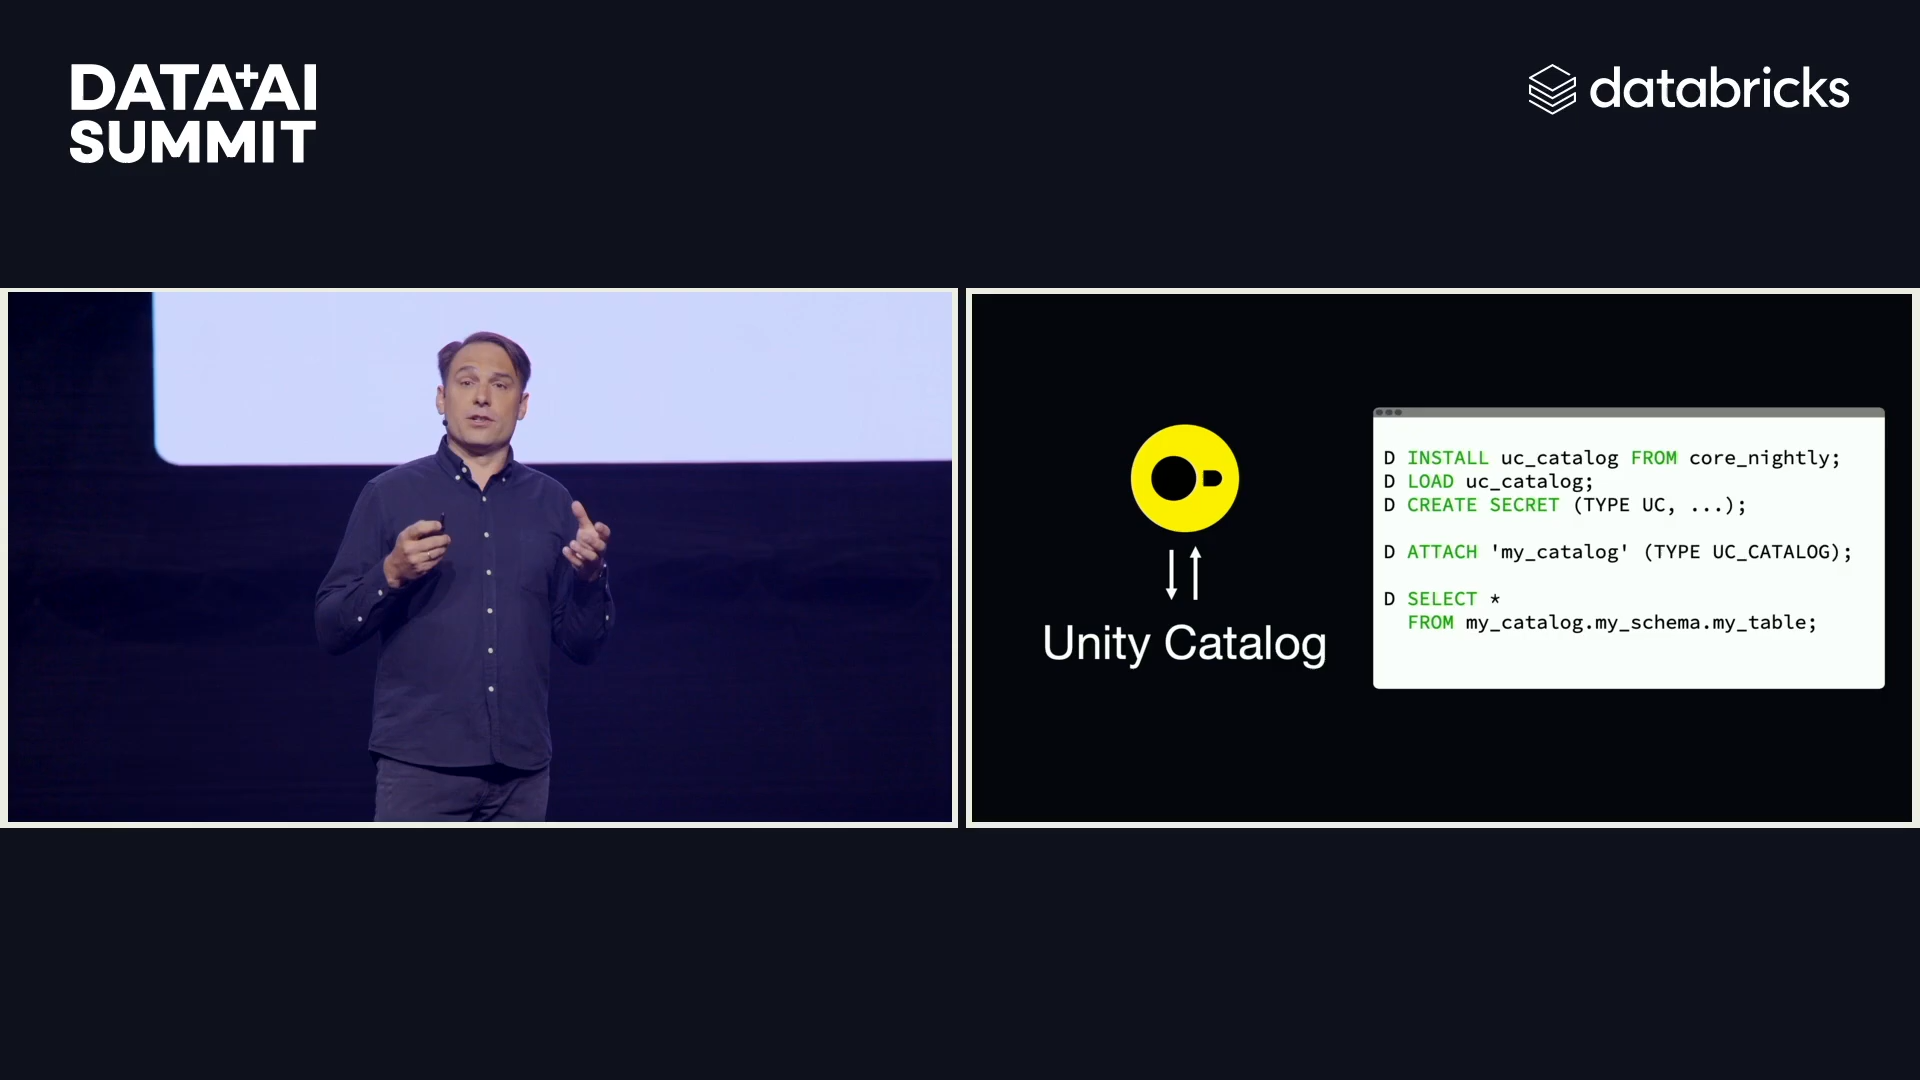 DATA+AI
SUMMIT
databricks
D INSTALL uc_catalog FROM core_nightly;
D LOAD uc_catalog;
D CREATE SECRET (TYPE UC, ...);
D ATTACH 'my_catalog' (TYPE UC_CATALOG);
D SELECT *
FROM my_catalog.my_schema.my_table;
Unity Catalog